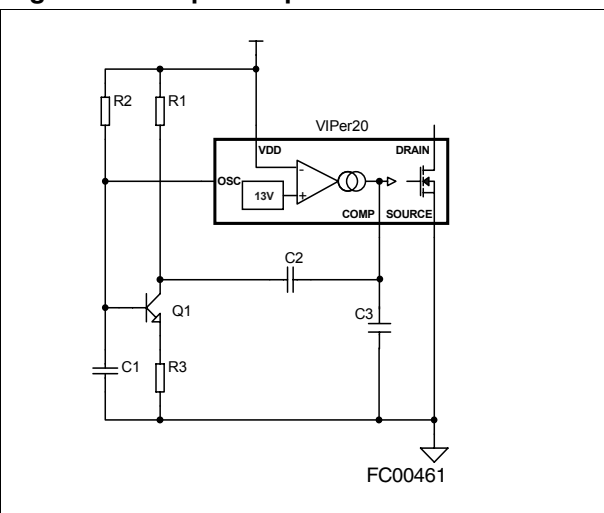 R2
R1
VIPer20
VDD
DRAIN
OSC
-
13V
+
COMP
SOURCE
C2
Q1
C3
C1
R3
FC00461